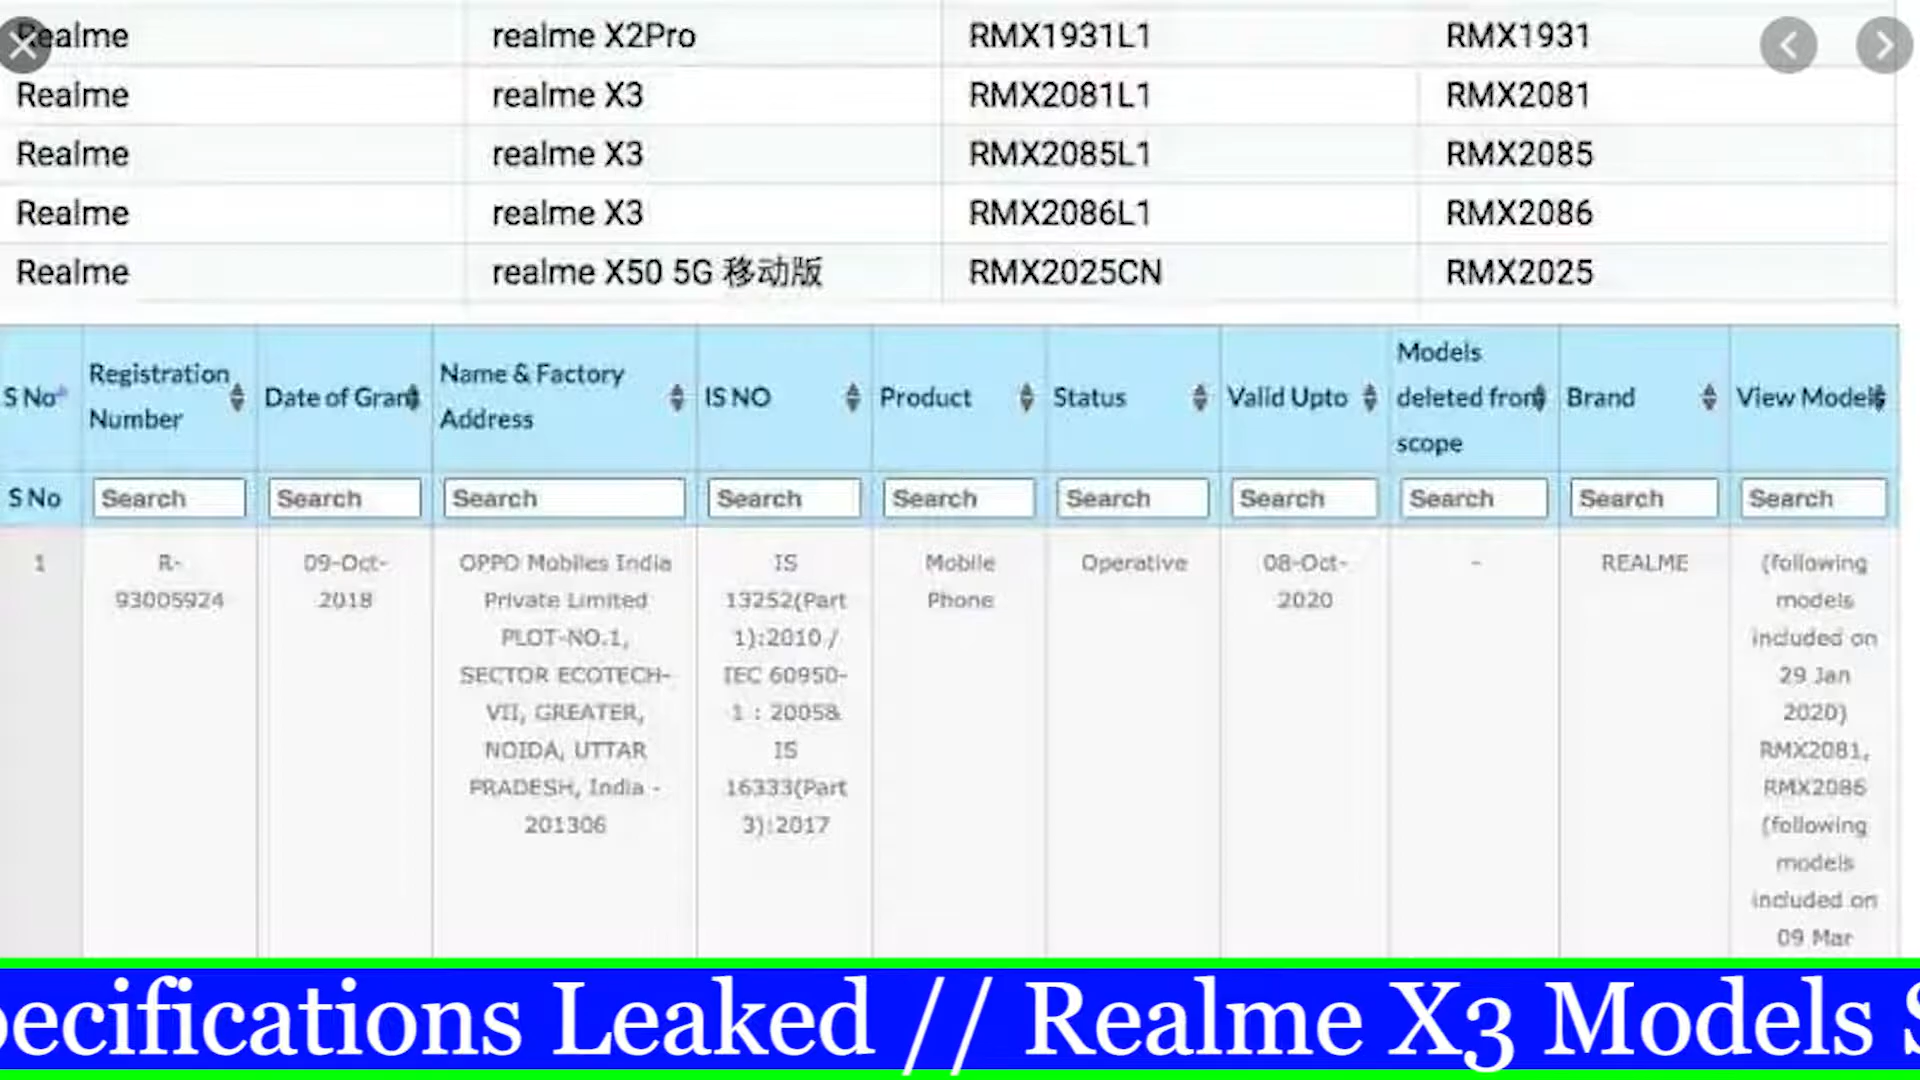 Realme realme X2Pro RMX1931L1 RMX1931
Realme realme X3 RMX2081L1 RMX2081
Realme realme X3 RMX2085L1 RMX2085
Realme realme X3 RMX2086L1 RMX2086
Realme realme X50 5G 移动版 RMX2025CN RMX2025
S No
Registration
Number
Date of Grant
Name & Factory
Address
IS NO
Product
Status
Valid Upto
Models
deleted from
scope
Brand
View Models
S No Search Search Search Search Search Search Search Search Search Search
1
R-
93005924
09-Oct-
2018
OPPO Mobiles India
Private Limited
PLOT-NO.1,
SECTOR ECOTECH-
VII, GREATER,
NOIDA, UTTAR
PRADESH, India -
201306
IS
13252(Part
1):2010 /
IEC 60950-
1 : 2005&
IS
16333(Part
3):2017
Mobile
Phone
Operative
08-Oct-
2020
-
REALME
(following
models
included on
29 Jan
2020)
RMX2081,
RMX2086
(following
models
included on
09 Mar
pecifications Leaked // Realme X3 Models S